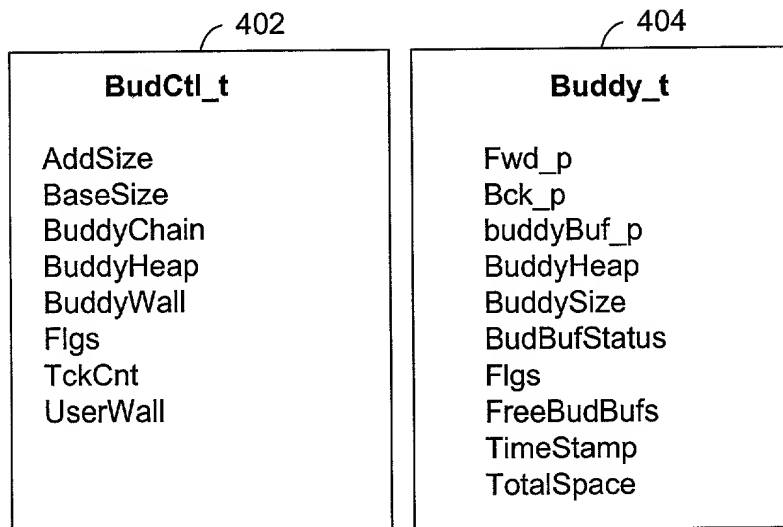 402
BudCtl_t
AddSize
BaseSize
BuddyChain
BuddyHeap
BuddyWall
Flgs
TckCnt
UserWall
404
Buddy_t
Fwd_p
Bck_p
buddyBuf_p
BuddyHeap
BuddySize
BudBufStatus
Flgs
FreeBudBufs
TimeStamp
TotalSpace